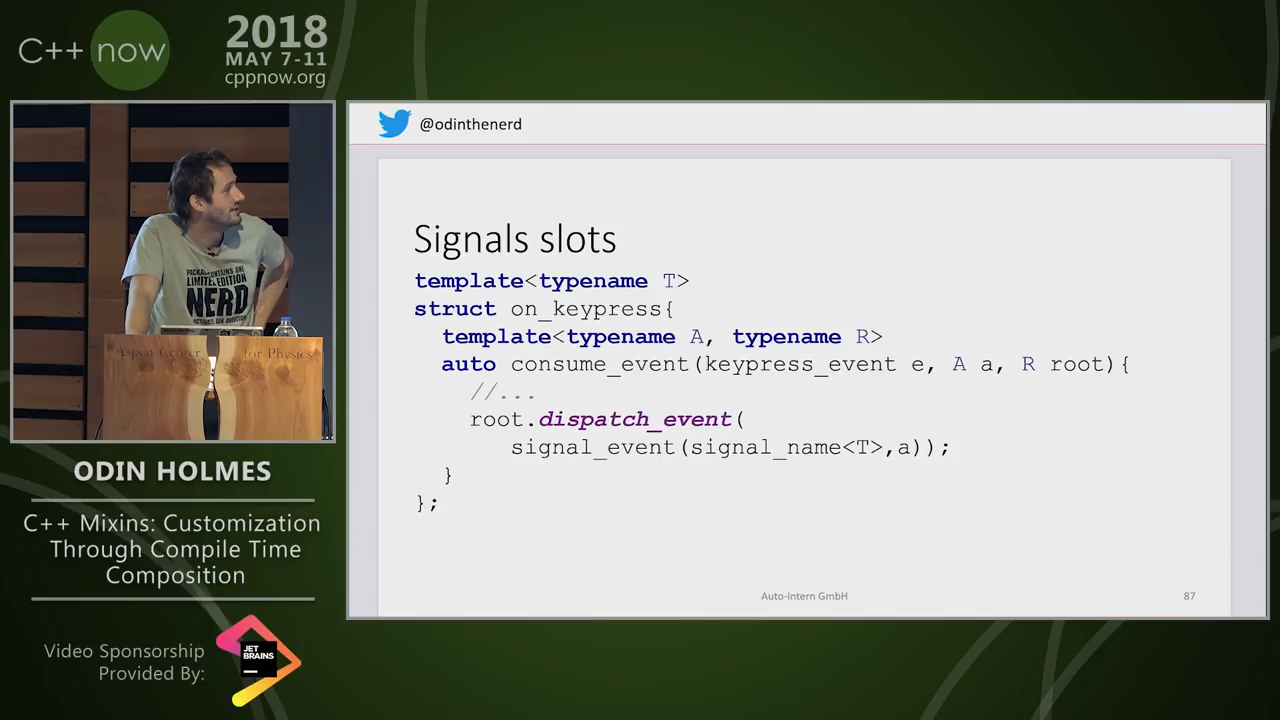 C++ now
2018
MAY 7-11
cppnow.org
@odinthenerd
Signals slots
template<typename T>
struct on_keypress{
template<typename A, typename R>
auto consume_event(keypress_event e, A a, R root){
//...
root.dispatch_event(
signal_event(signal_name<T>,a));
}
};
Auto-Intern GmbH
87
LIMITED EDITION
NERD
Aspen Center for Physics
ODIN HOLMES
C++ Mixins: Customization
Through Compile Time
Composition
Video Sponsorship
Provided By:
JET
BRAINS